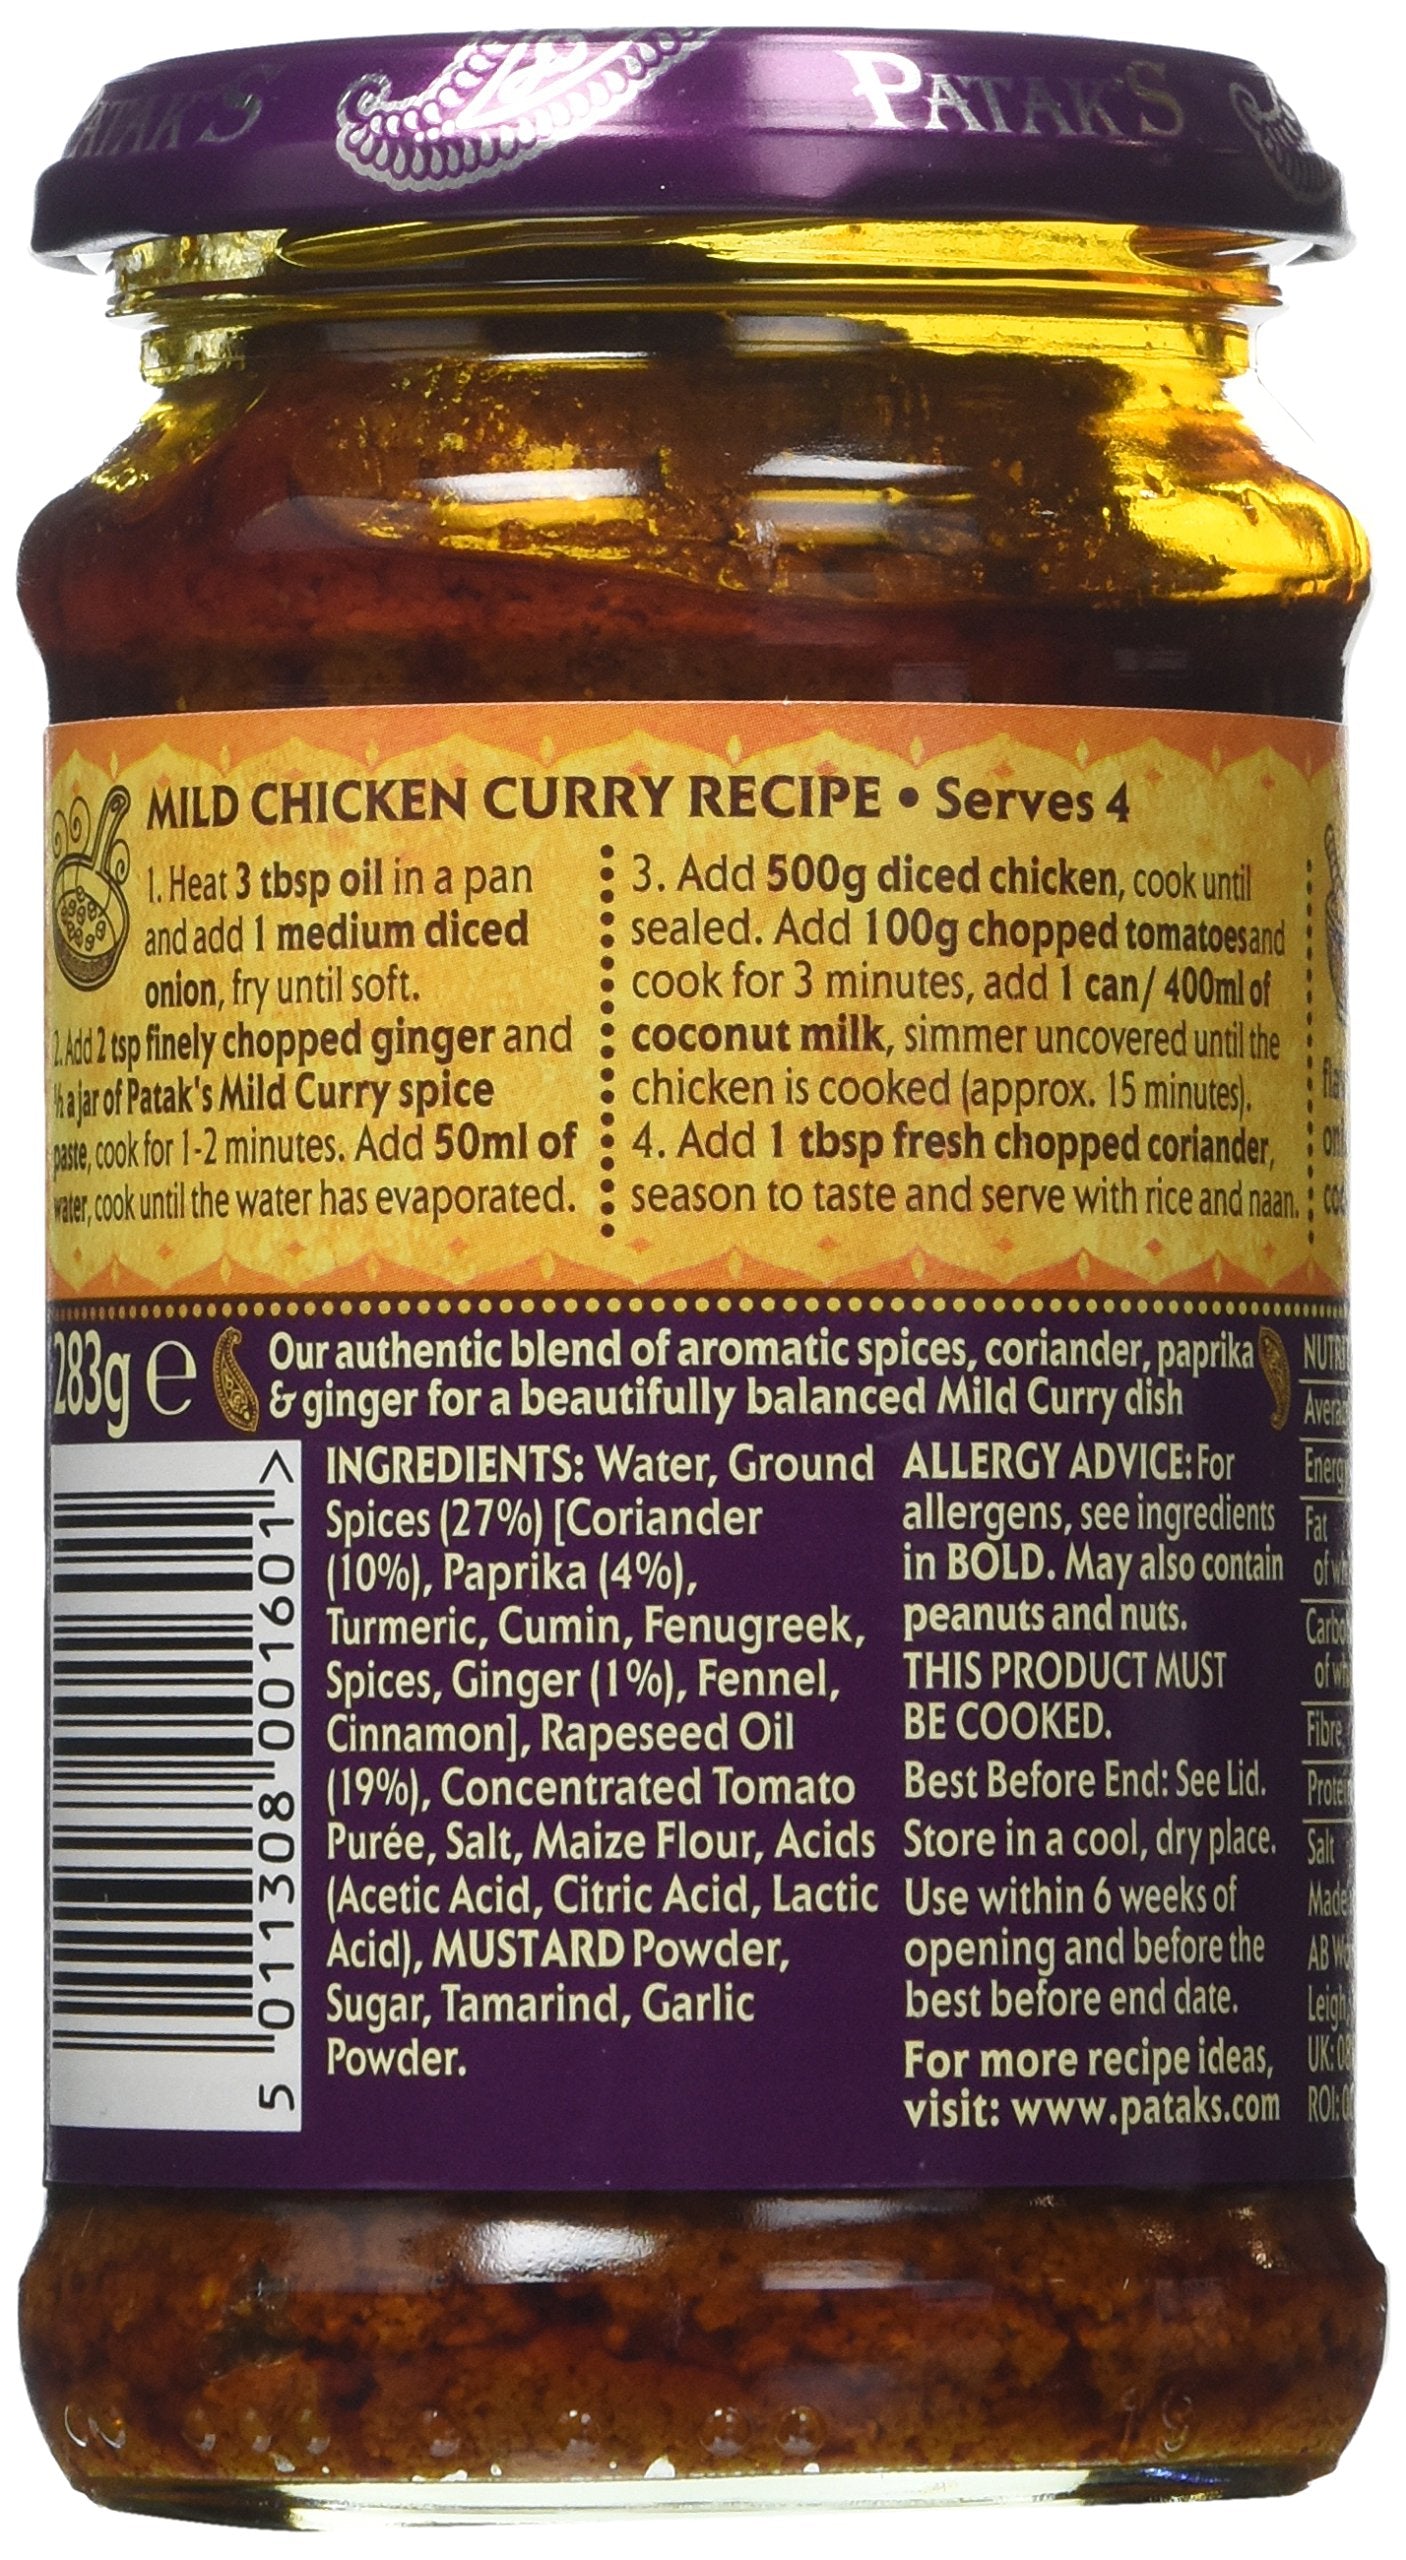 PATAK'S
PATAK'S
MILD CHICKEN CURRY RECIPE • Serves 4
1. Heat 3 tbsp oil in a pan
and add 1 medium diced
onion, fry until soft.
2. Add 2 tsp finely chopped ginger and
½ a jar of Patak's Mild Curry spice
paste, cook for 1-2 minutes. Add 50ml of
water, cook until the water has evaporated.
3. Add 500g diced chicken, cook until
sealed. Add 100g chopped tomatoes and
cook for 3 minutes, add 1 can/ 400ml of
coconut milk, simmer uncovered until the
chicken is cooked (approx. 15 minutes).
4. Add 1 tbsp fresh chopped coriander,
season to taste and serve with rice and naan.
283g e
Our authentic blend of aromatic spices, coriander, paprika
& ginger for a beautifully balanced Mild Curry dish
5 011308 001601 >
INGREDIENTS: Water, Ground
Spices (27%) [Coriander
(10%), Paprika (4%),
Turmeric, Cumin, Fenugreek,
Spices, Ginger (1%), Fennel,
Cinnamon], Rapeseed Oil
(19%), Concentrated Tomato
Purée, Salt, Maize Flour, Acids
(Acetic Acid, Citric Acid, Lactic
Acid), MUSTARD Powder,
Sugar, Tamarind, Garlic
Powder.
ALLERGY ADVICE: For
allergens, see ingredients
in BOLD. May also contain
peanuts and nuts.
THIS PRODUCT MUST
BE COOKED.
Best Before End: See Lid.
Store in a cool, dry place.
Use within 6 weeks of
opening and before the
best before end date.
For more recipe ideas,
visit: www.pataks.com
Fat
Fibre,
Salt
Made
UK:
ROI: